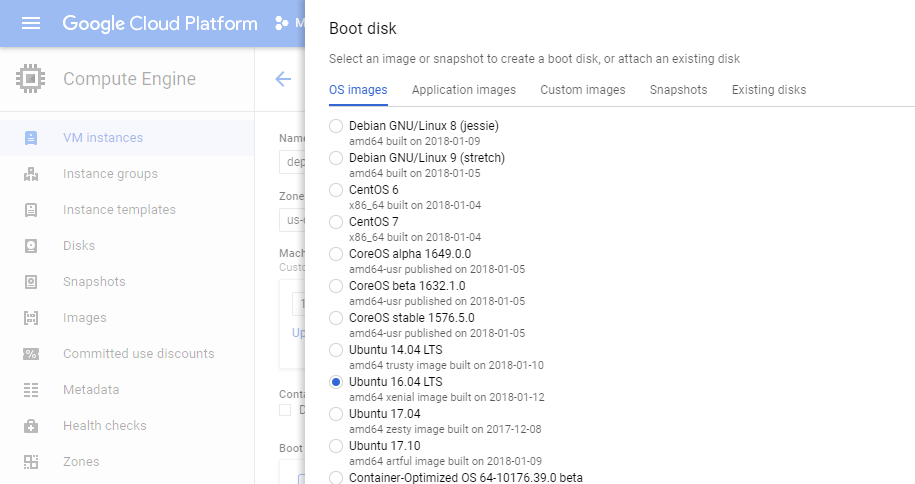 Google Cloud Platform
Compute Engine
VM instances
Instance groups
Instance templates
Disks
Snapshots
Images
Committed use discounts
Metadata
Health checks
Zones
Name
Zone
Boot
Boot disk
Select an image or snapshot to create a boot disk, or attach an existing disk
OS images Application images Custom images Snapshots Existing disks
Debian GNU/Linux 8 (jessie)
amd64 built on 2018-01-09
Debian GNU/Linux 9 (stretch)
amd64 built on 2018-01-05
CentOS 6
x86_64 built on 2018-01-04
CentOS 7
x86_64 built on 2018-01-04
CoreOS alpha 1649.0.0
amd64-usr published on 2018-01-05
CoreOS beta 1632.1.0
amd64-usr published on 2018-01-05
CoreOS stable 1576.5.0
amd64-usr published on 2018-01-05
Ubuntu 14.04 LTS
amd64 trusty image built on 2018-01-10
Ubuntu 16.04 LTS
amd64 xenial image built on 2018-01-12
Ubuntu 17.04
amd64 zesty image built on 2017-12-08
Ubuntu 17.10
amd64 artful image built on 2018-01-09
Container-Optimized OS 64-10176.39.0 beta